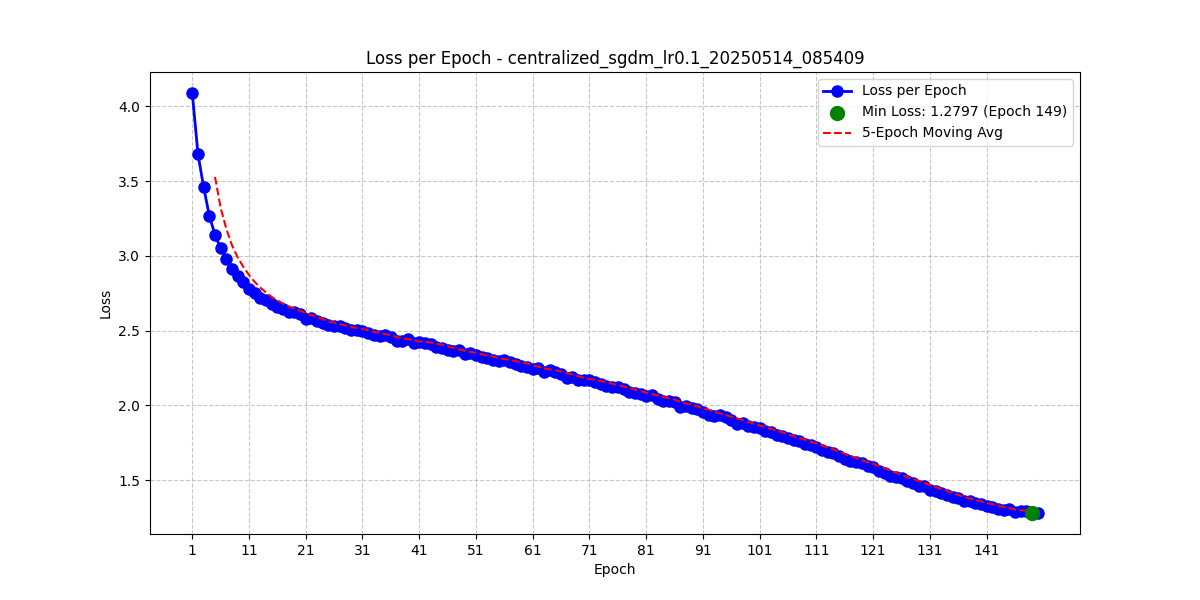 Loss per Epoch - centralized_sgdm_lr0.1_20250514_085409
Loss per Epoch
Min Loss: 1.2797 (Epoch 149)
5-Epoch Moving Avg
Loss
4.0
3.5
3.0
2.5
2.0
1.5
1 11 21 31 41 51 61 71 81 91 101 111 121 131 141
Epoch